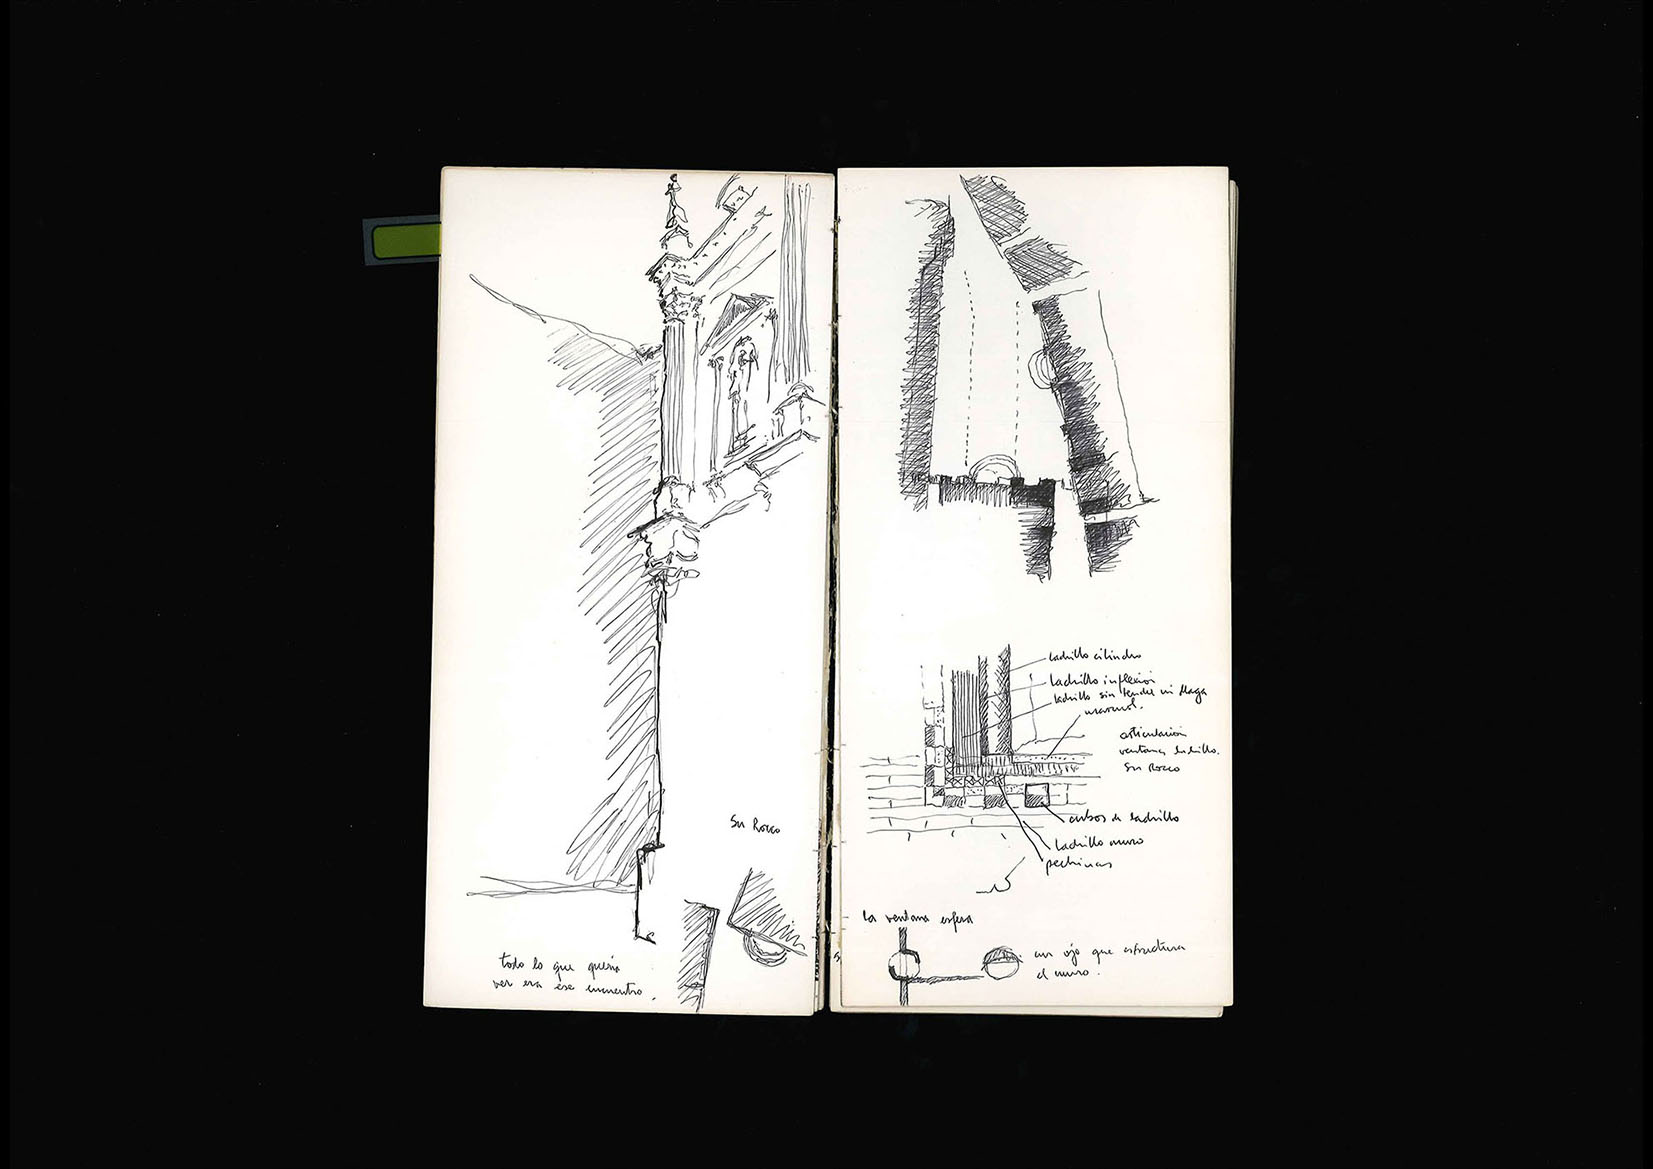 Sn Rocco
todo lo que quería
ver era ese encuentro.
ladrillo cilindro
ladrillo inflexión
ladrillo sin tendel ni llaga
marmol.
articulación
ventanas ladrillo.
Sn Rocco
cubos de ladrillo
ladrillo muro
pechinas
la ventana esfera
un ojo que estructura
el muro.